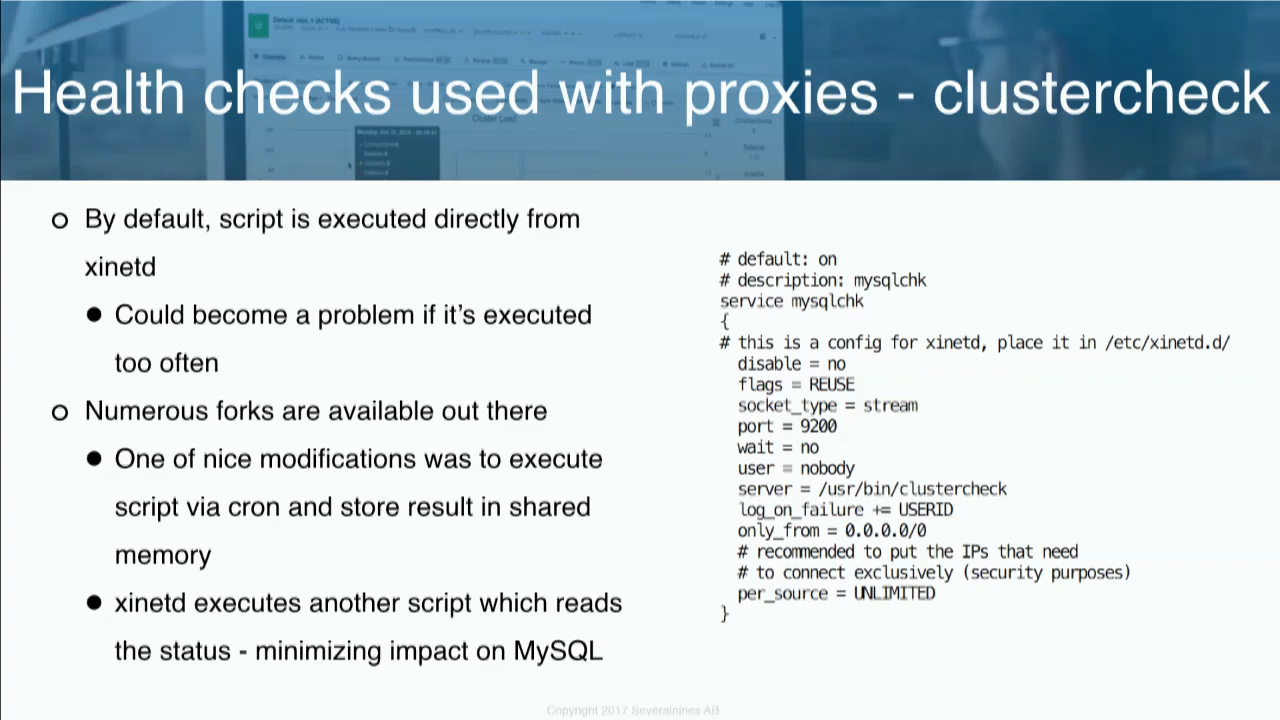 Health checks used with proxies - clustercheck
By default, script is executed directly from
xinetd
Could become a problem if it's executed
too often
Numerous forks are available out there
One of nice modifications was to execute
script via cron and store result in shared
memory
xinetd executes another script which reads
the status - minimizing impact on MySQL
# default: on
# description: mysqlchk
service mysqlchk
{
# this is a config for xinetd, place it in /etc/xinetd.d/
disable = no
flags = REUSE
socket_type = stream
port = 9200
wait = no
user = nobody
server = /usr/bin/clustercheck
log_on_failure += USERID
only_from = 0.0.0.0/0
# recommended to put the IPs that need
# to connect exclusively (security purposes)
per_source = UNLIMITED
}
Copyright 2017 Severalnines AB